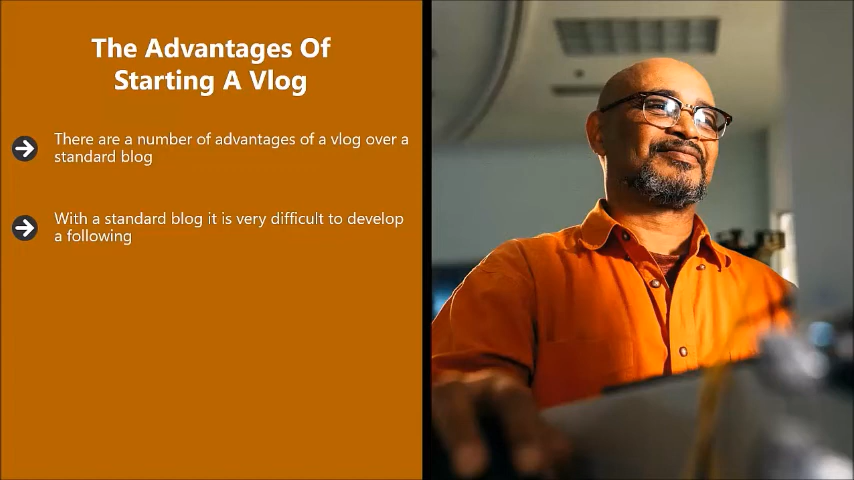 The Advantages Of
Starting A Vlog
There are a number of advantages of a vlog over a
standard blog
With a standard blog it is very difficult to develop
a following